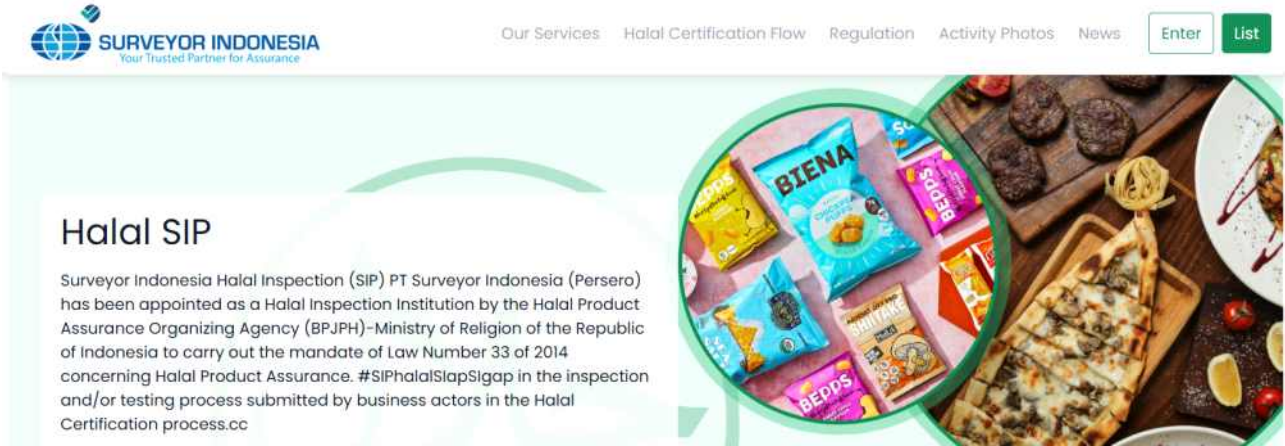 SURVEYOR INDONESIA
Your Trusted Partner for Assurance
Our Services Halal Certification Flow Regulation Activity Photos News Enter List
Halal SIP
Surveyor Indonesia Halal Inspection (SIP) PT Surveyor Indonesia (Persero)
has been appointed as a Halal Inspection Institution by the Halal Product
Assurance Organizing Agency (BPJPH)-Ministry of Religion of the Republic
of Indonesia to carry out the mandate of Law Number 33 of 2014
concerning Halal Product Assurance. #SIPhalalSIapSIgap in the inspection
and/or testing process submitted by business actors in the Halal
Certification process.cc
BIENA
CHICKPEA
PUFFS
BEPPS
BEPPS
SHIITAKE
BEPPS